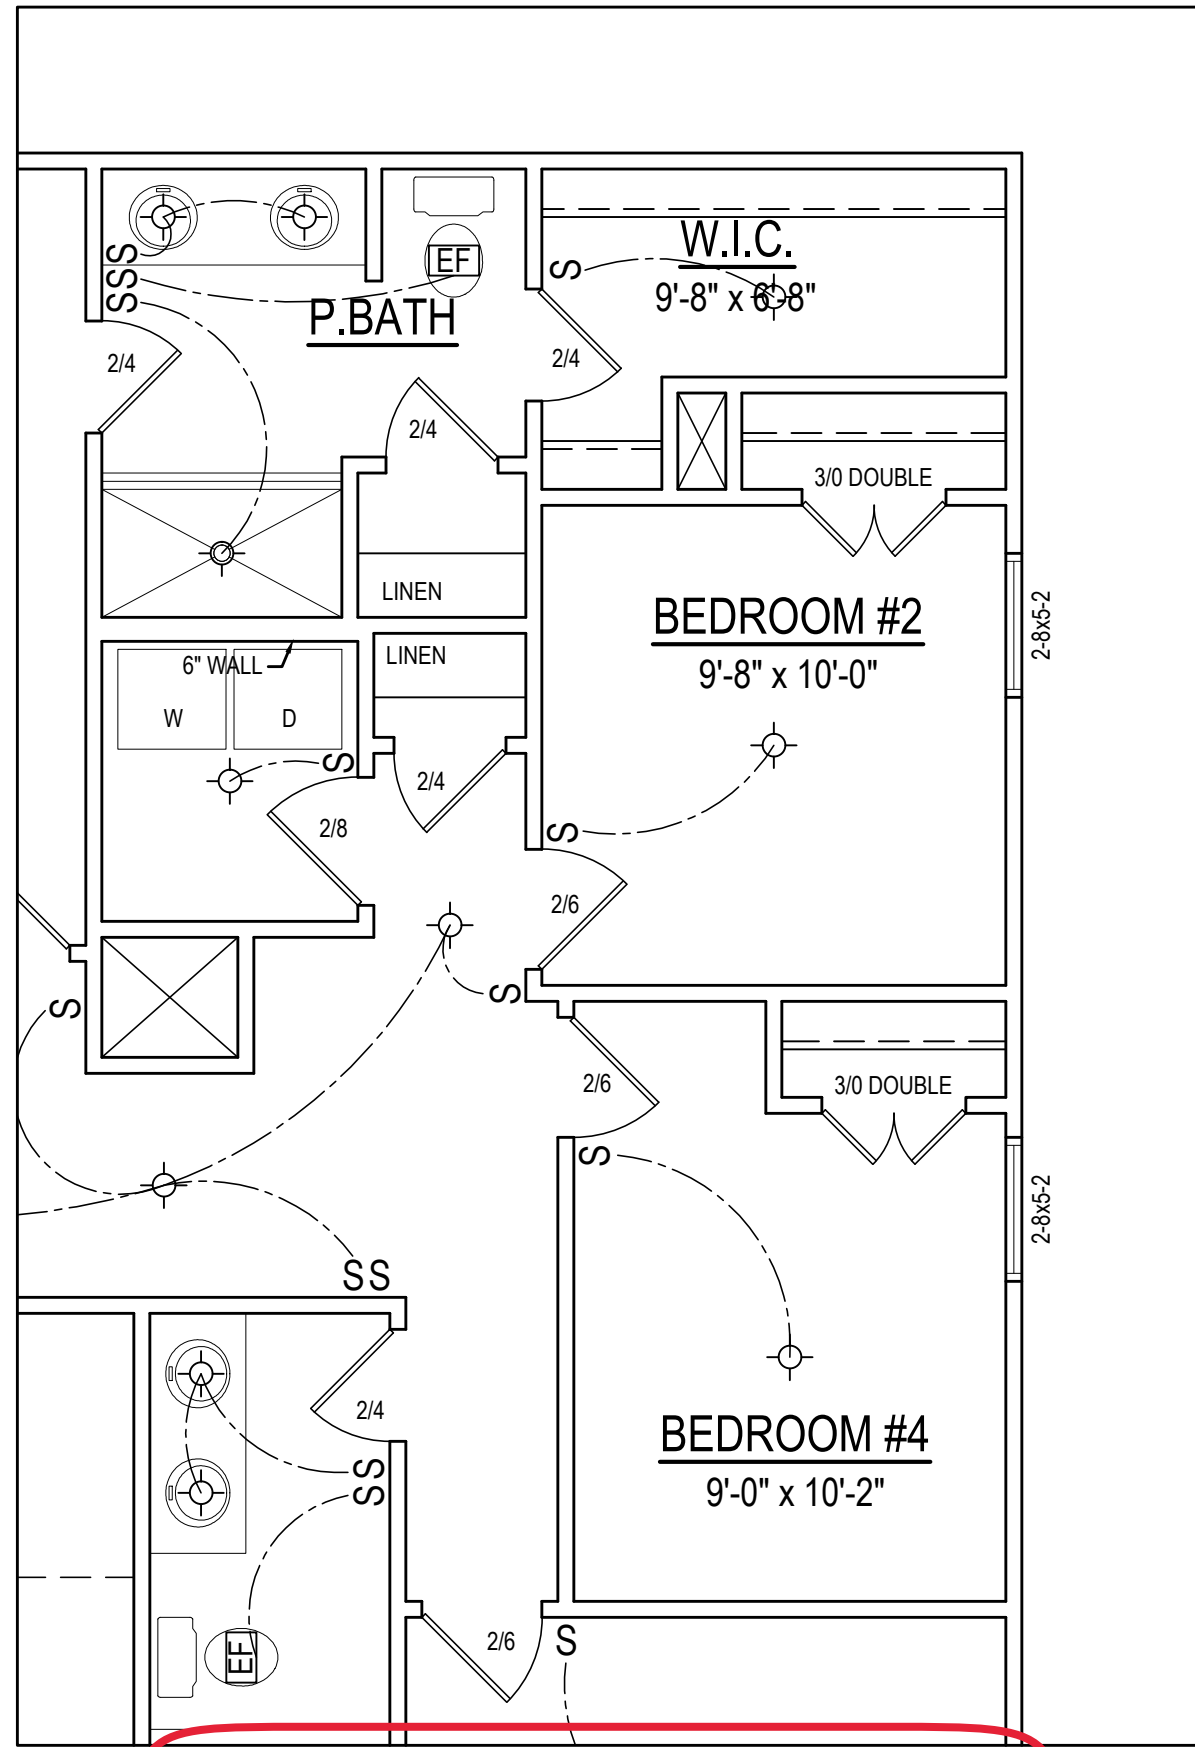 W.I.C.
9'-8" x 6'-8"
S
EF
S
S
S
P.BATH
S
2/4
2/4
2/4
3/0 DOUBLE
LINEN
BEDROOM #2
9'-8" x 10'-0"
2-8x5-2
LINEN
6" WALL
W
D
S
2/4
2/8
S
2/6
S
S
2/6
3/0 DOUBLE
S
2-8x5-2
SS
2/4
BEDROOM #4
9'-0" x 10'-2"
S
S
2/6
S
EF